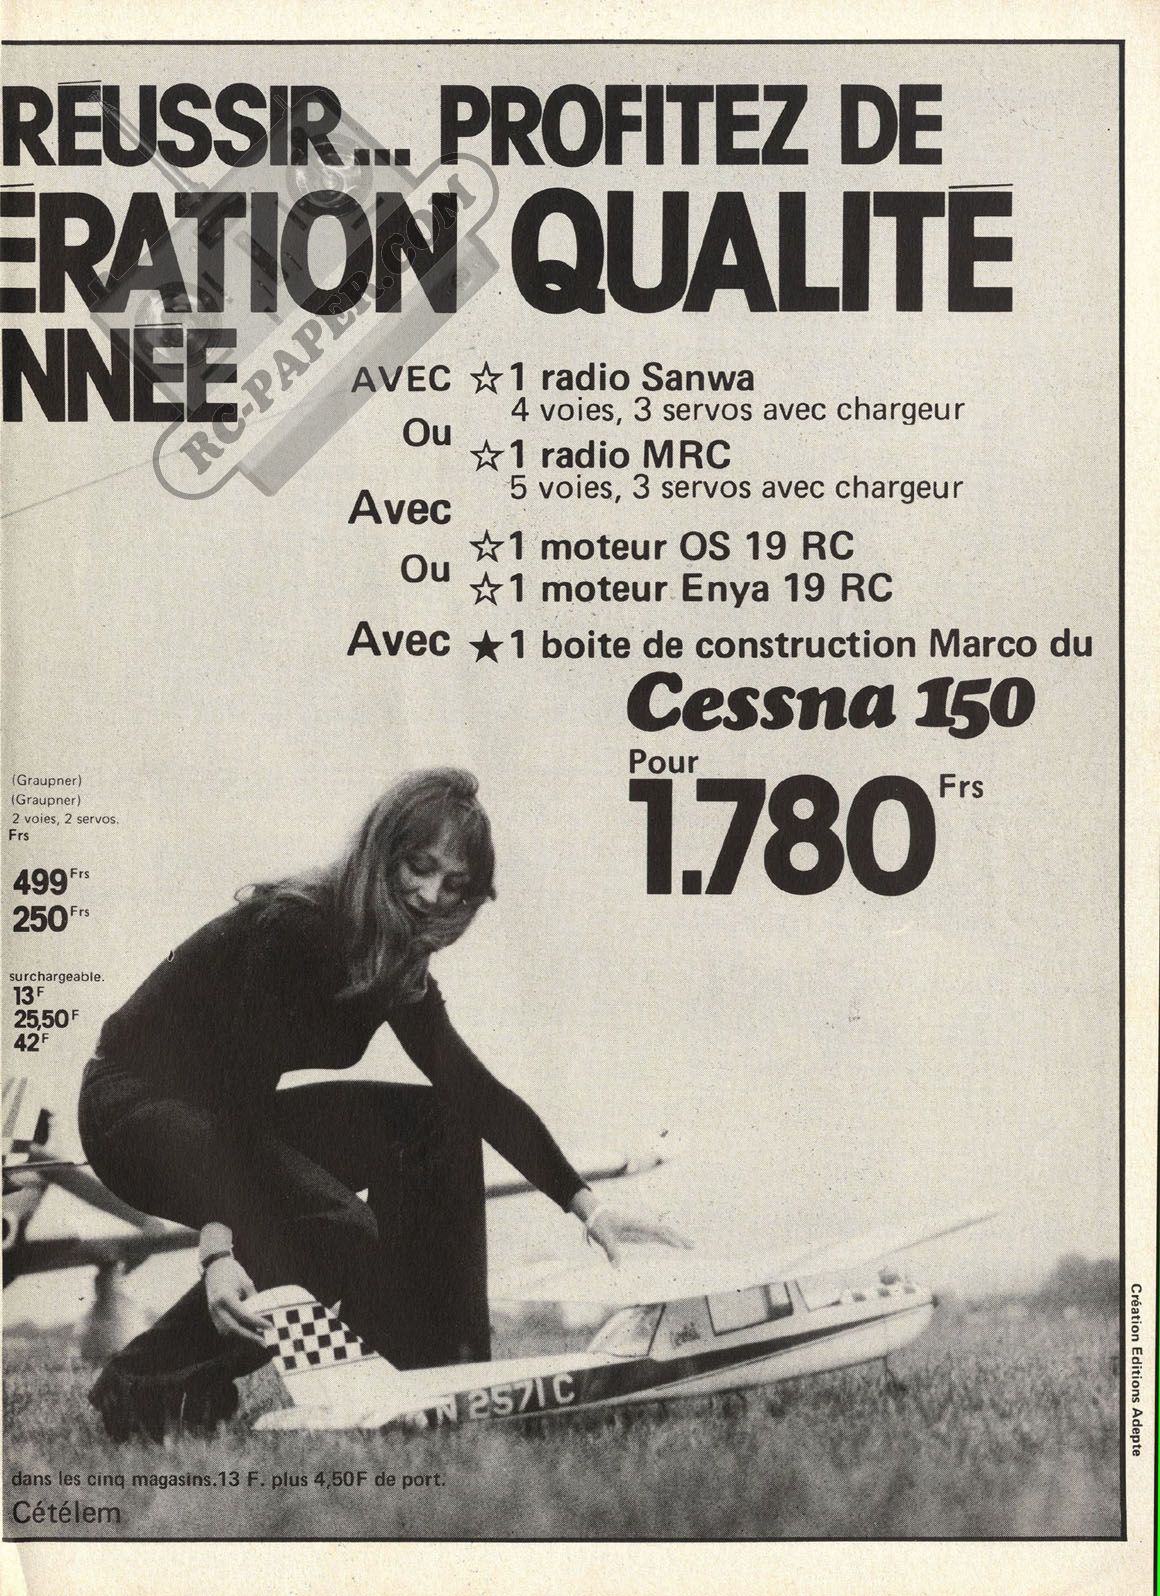 RÉUSSIR... PROFITEZ DE
ÉRATION QUALITÉ
NNÉE
RC-PAPER.COM
AVEC ☆ 1 radio Sanwa
4 voies, 3 servos avec chargeur
Ou
☆ 1 radio MRC
5 voies, 3 servos avec chargeur
Avec
☆ 1 moteur OS 19 RC
Ou
☆ 1 moteur Enya 19 RC
Avec ★ 1 boite de construction Marco du
Cessna 150
Pour
1.780 Frs
(Graupner)
(Graupner)
2 voies, 2 servos.
Frs
499 Frs
250 Frs
surchargeable.
13 F
25,50 F
42 F
N 2571C
dans les cinq magasins.13 F. plus 4,50F de port.
Cétélem
Création Editions Adepte